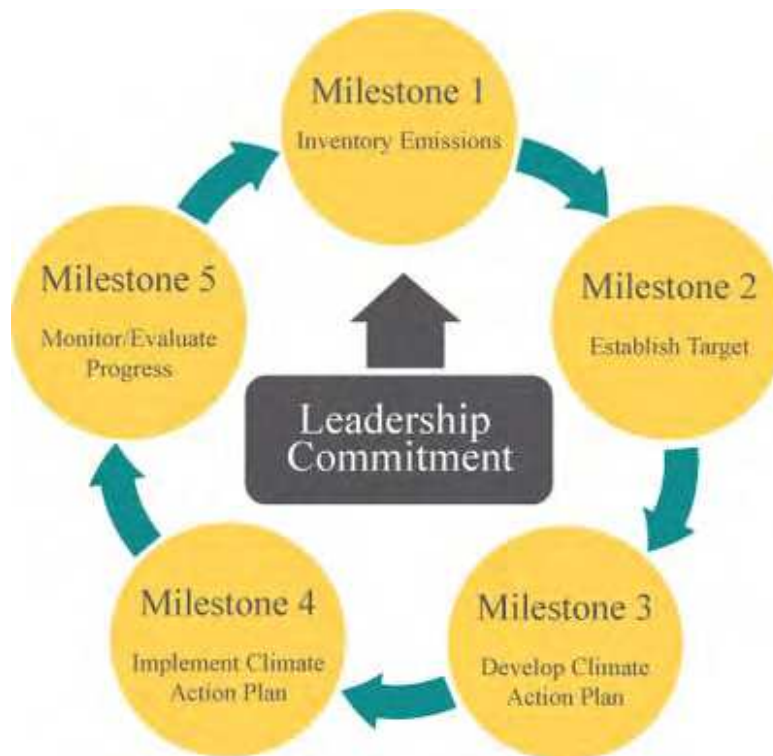 Milestone 1
Inventory Emissions
Milestone 2
Establish Target
Milestone 3
Develop Climate
Action Plan
Milestone 4
Implement Climate
Action Plan
Milestone 5
Monitor/Evaluate
Progress
Leadership
Commitment